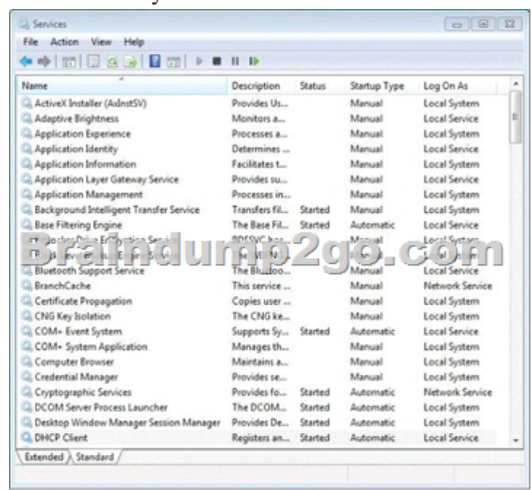 Services
File Action View Help
Name Description Status Startup Type Log On As
ActiveX Installer (AxInstSV) Provides Us... Manual Local System
Adaptive Brightness Monitors a... Manual Local Service
Application Experience Processes a... Manual Local System
Application Identity Determines ... Manual Local Service
Application Information Facilitates t... Manual Local System
Application Layer Gateway Service Provides su... Manual Local Service
Application Management Processes in... Manual Local System
Background Intelligent Transfer Service Transfers fil... Started Manual Local System
Base Filtering Engine The Base Fil... Started Automatic Local Service
Braindump2go.com
Bluetooth Support Service The Bluetoo... Manual Local Service
BranchCache This service ... Manual Network Service
Certificate Propagation Copies user ... Manual Local System
CNG Key Isolation The CNG ke... Manual Local System
COM+ Event System Supports Sy... Started Automatic Local Service
COM+ System Application Manages th... Manual Local System
Computer Browser Maintains a... Manual Local System
Credential Manager Provides se... Manual Local System
Cryptographic Services Provides fo... Started Automatic Network Service
DCOM Server Process Launcher The DCOM... Started Automatic Local System
Desktop Window Manager Session Manager Provides De... Started Automatic Local System
DHCP Client Registers an... Started Automatic Local Service
Extended Standard